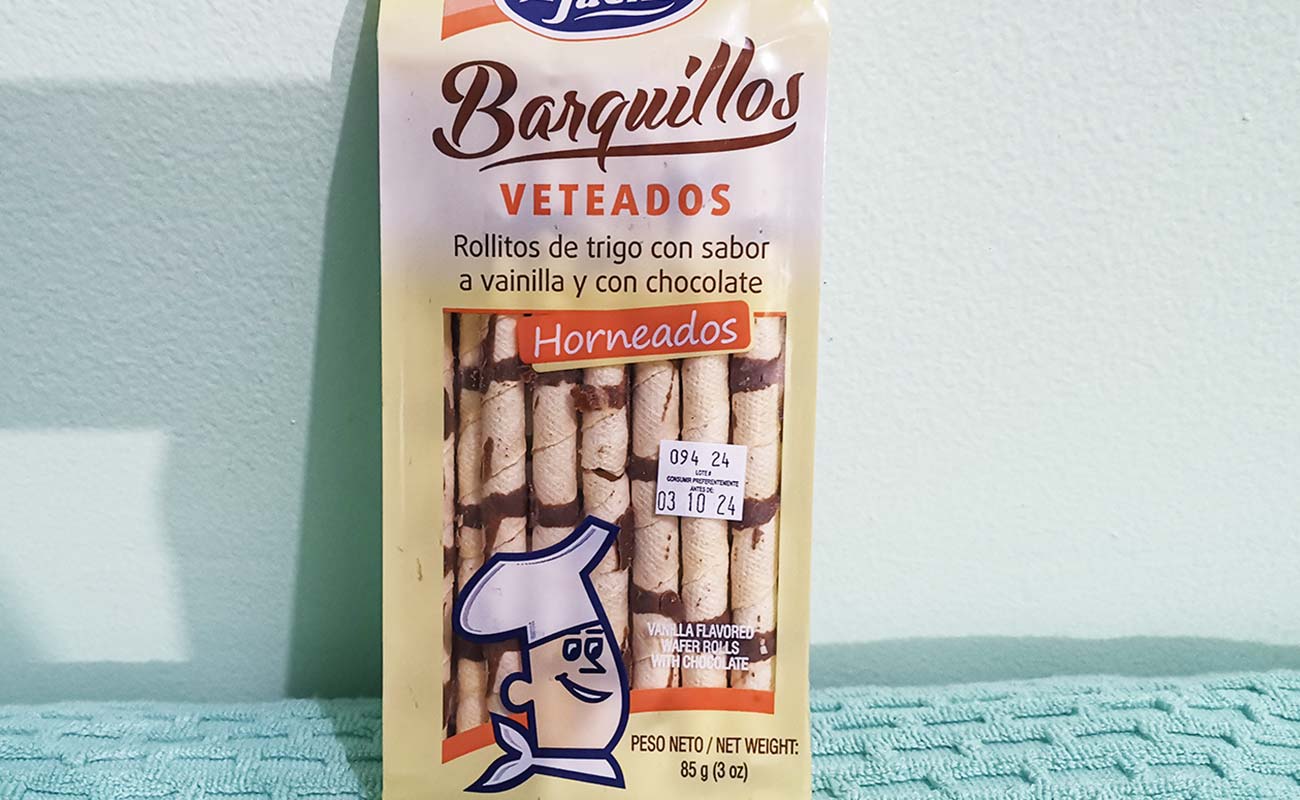 Barquillos
VETEADOS
Rollitos de trigo con sabor
a vainilla y con chocolate
Horneados
094 24
LOTE #
CONSUMIR PREFERENTEMENTE
ANTES DE:
03 10 24
VANILLA FLAVORED
WAFER ROLLS
WITH CHOCOLATE
PESO NETO / NET WEIGHT:
85 g (3 oz)